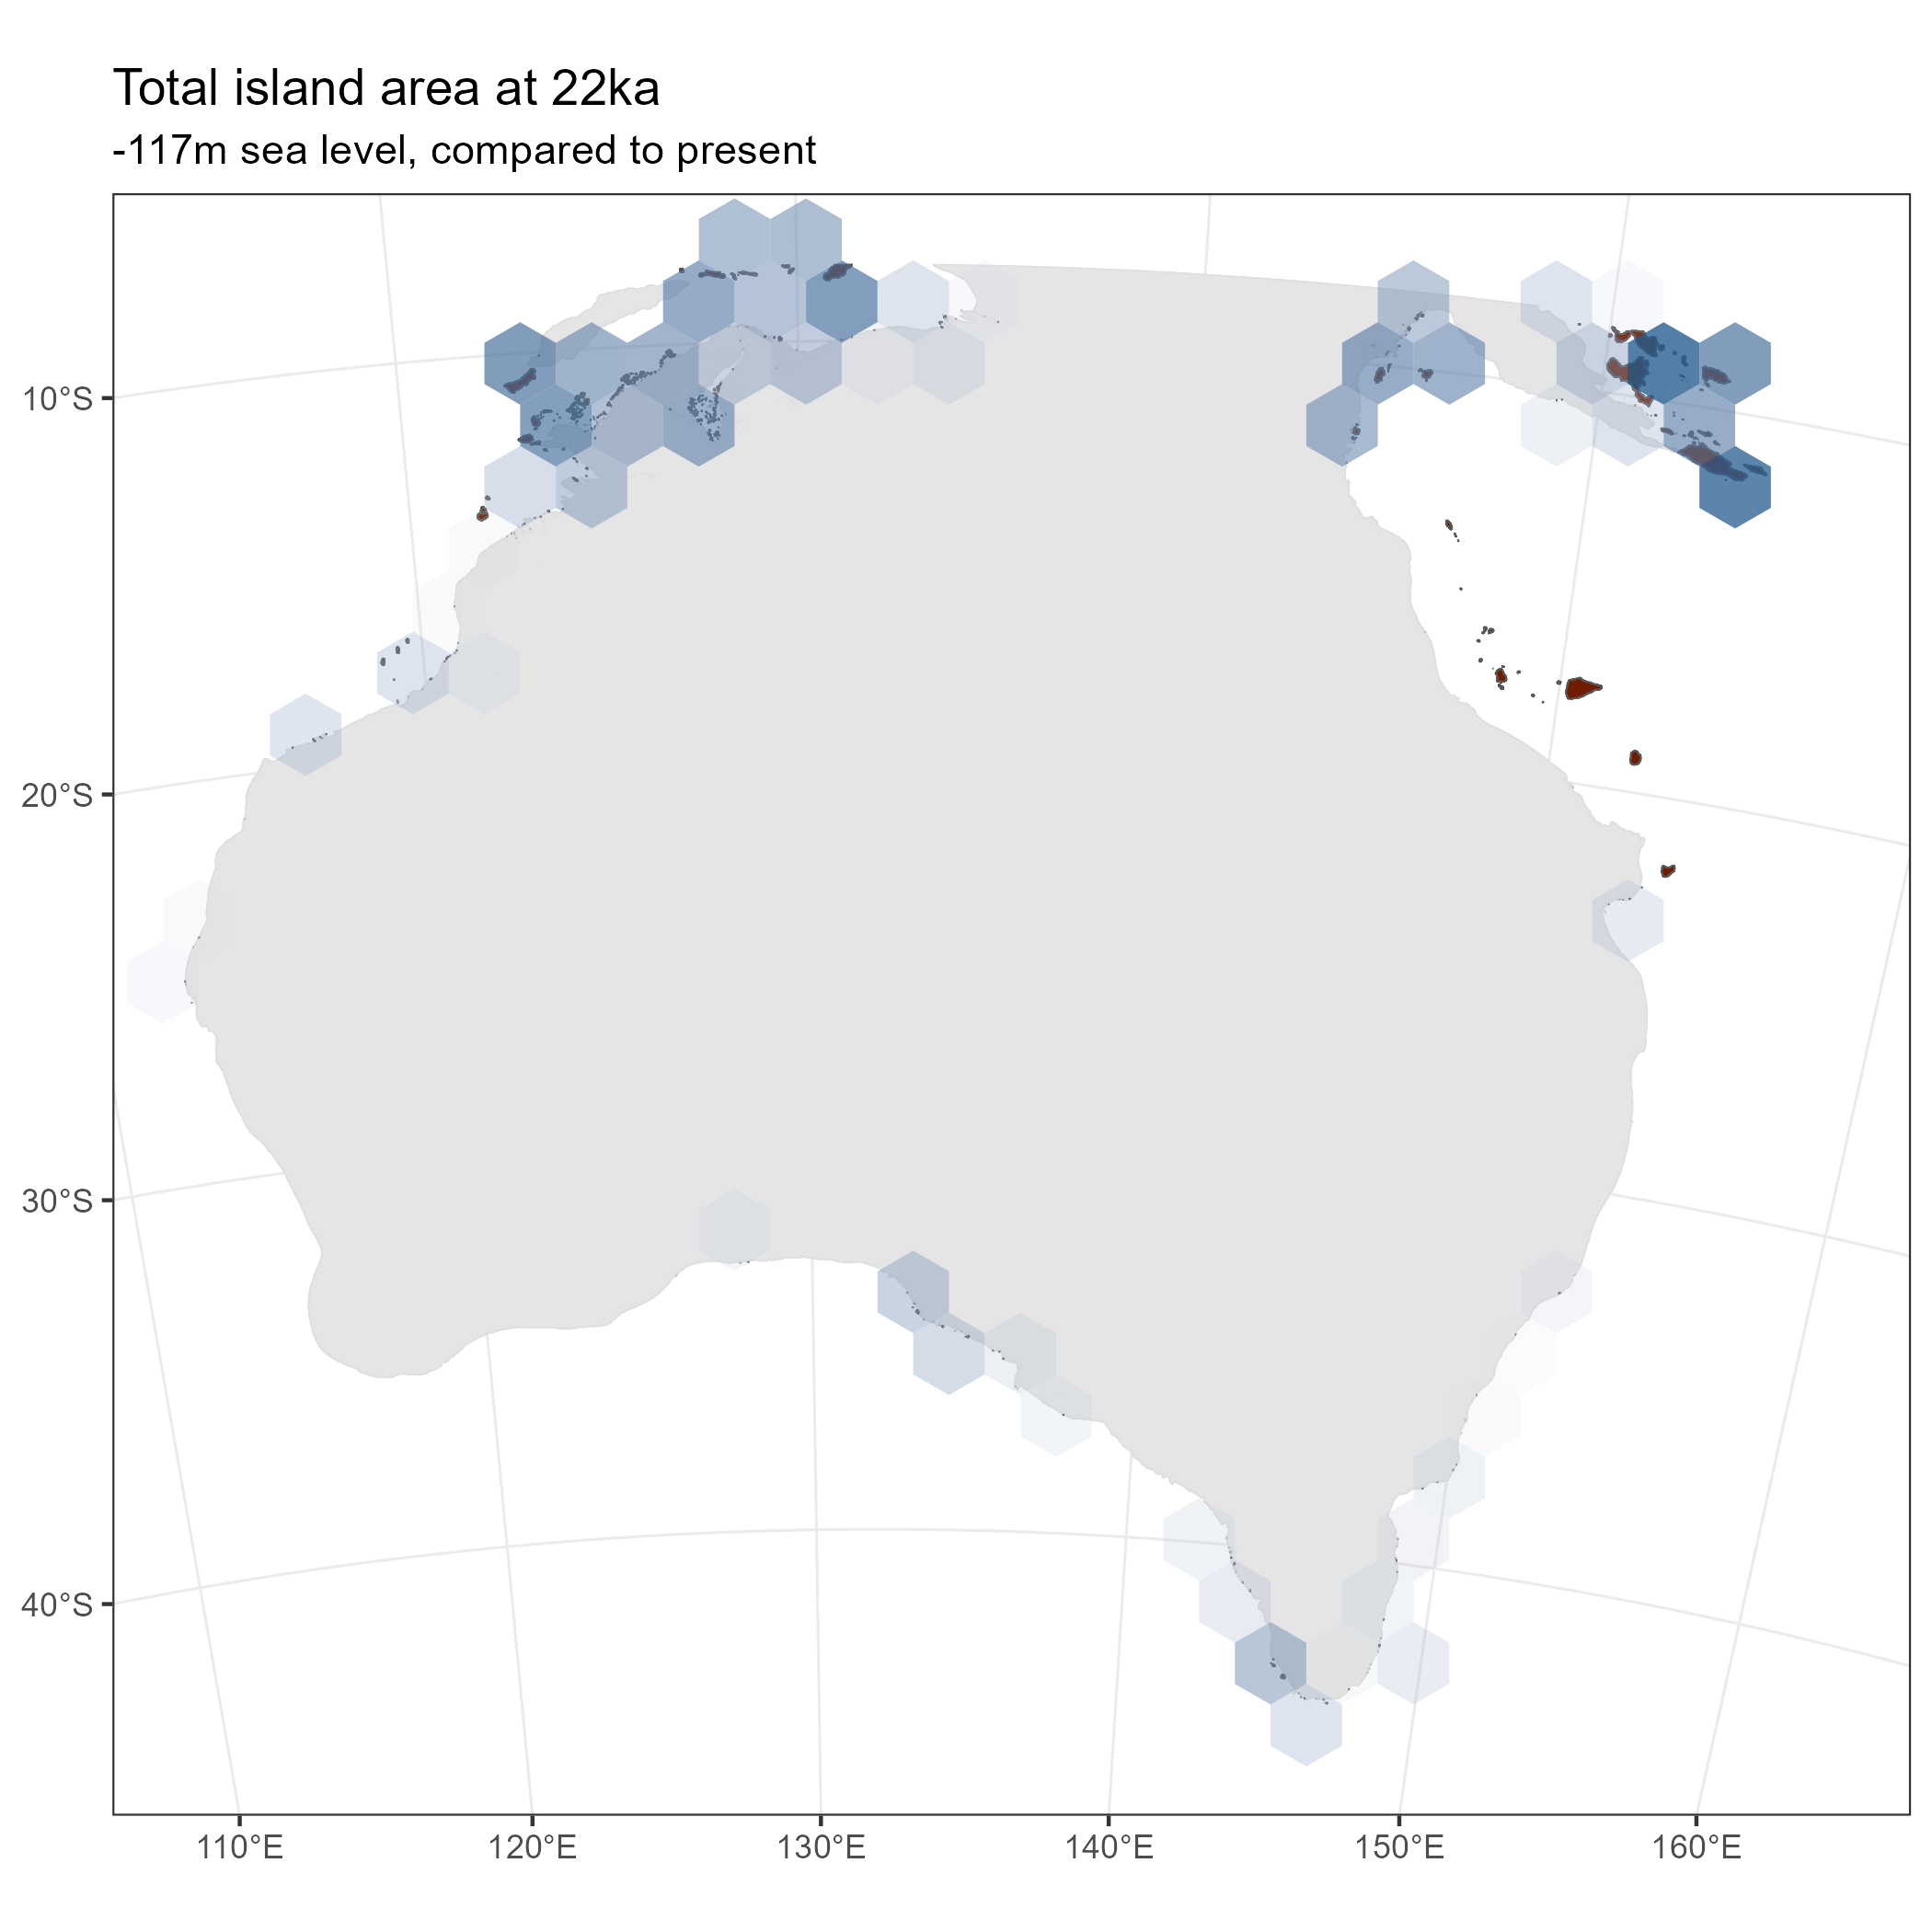 Total island area at 22ka
-117m sea level, compared to present
10°S
20°S
30°S
40°S
110°E 120°E 130°E 140°E 150°E 160°E